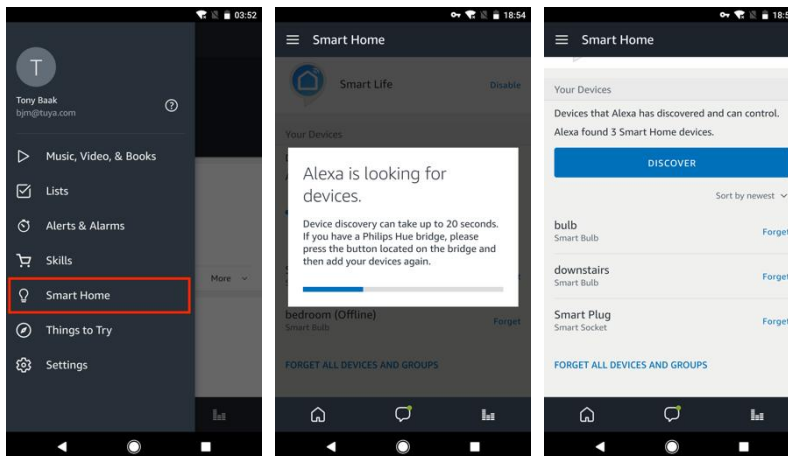 03:52
T
Tony Baak
bjm@tuya.com
Music, Video, & Books
Lists
Alerts & Alarms
Skills
More
Smart Home
Things to Try
Settings
18:54
Smart Home
Smart Life
Disable
Your Devices
Alexa is looking for
devices.
Device discovery can take up to 20 seconds.
If you have a Philips Hue bridge, please
press the button located on the bridge and
then add your devices again.
bedroom (Offline)
Smart Bulb
Forget
FORGET ALL DEVICES AND GROUPS
Smart Home
Your Devices
Devices that Alexa has discovered and can control.
Alexa found 3 Smart Home devices.
DISCOVER
Sort by newest
bulb
Smart Bulb
Forget
downstairs
Smart Bulb
Forget
Smart Plug
Smart Socket
Forget
FORGET ALL DEVICES AND GROUPS